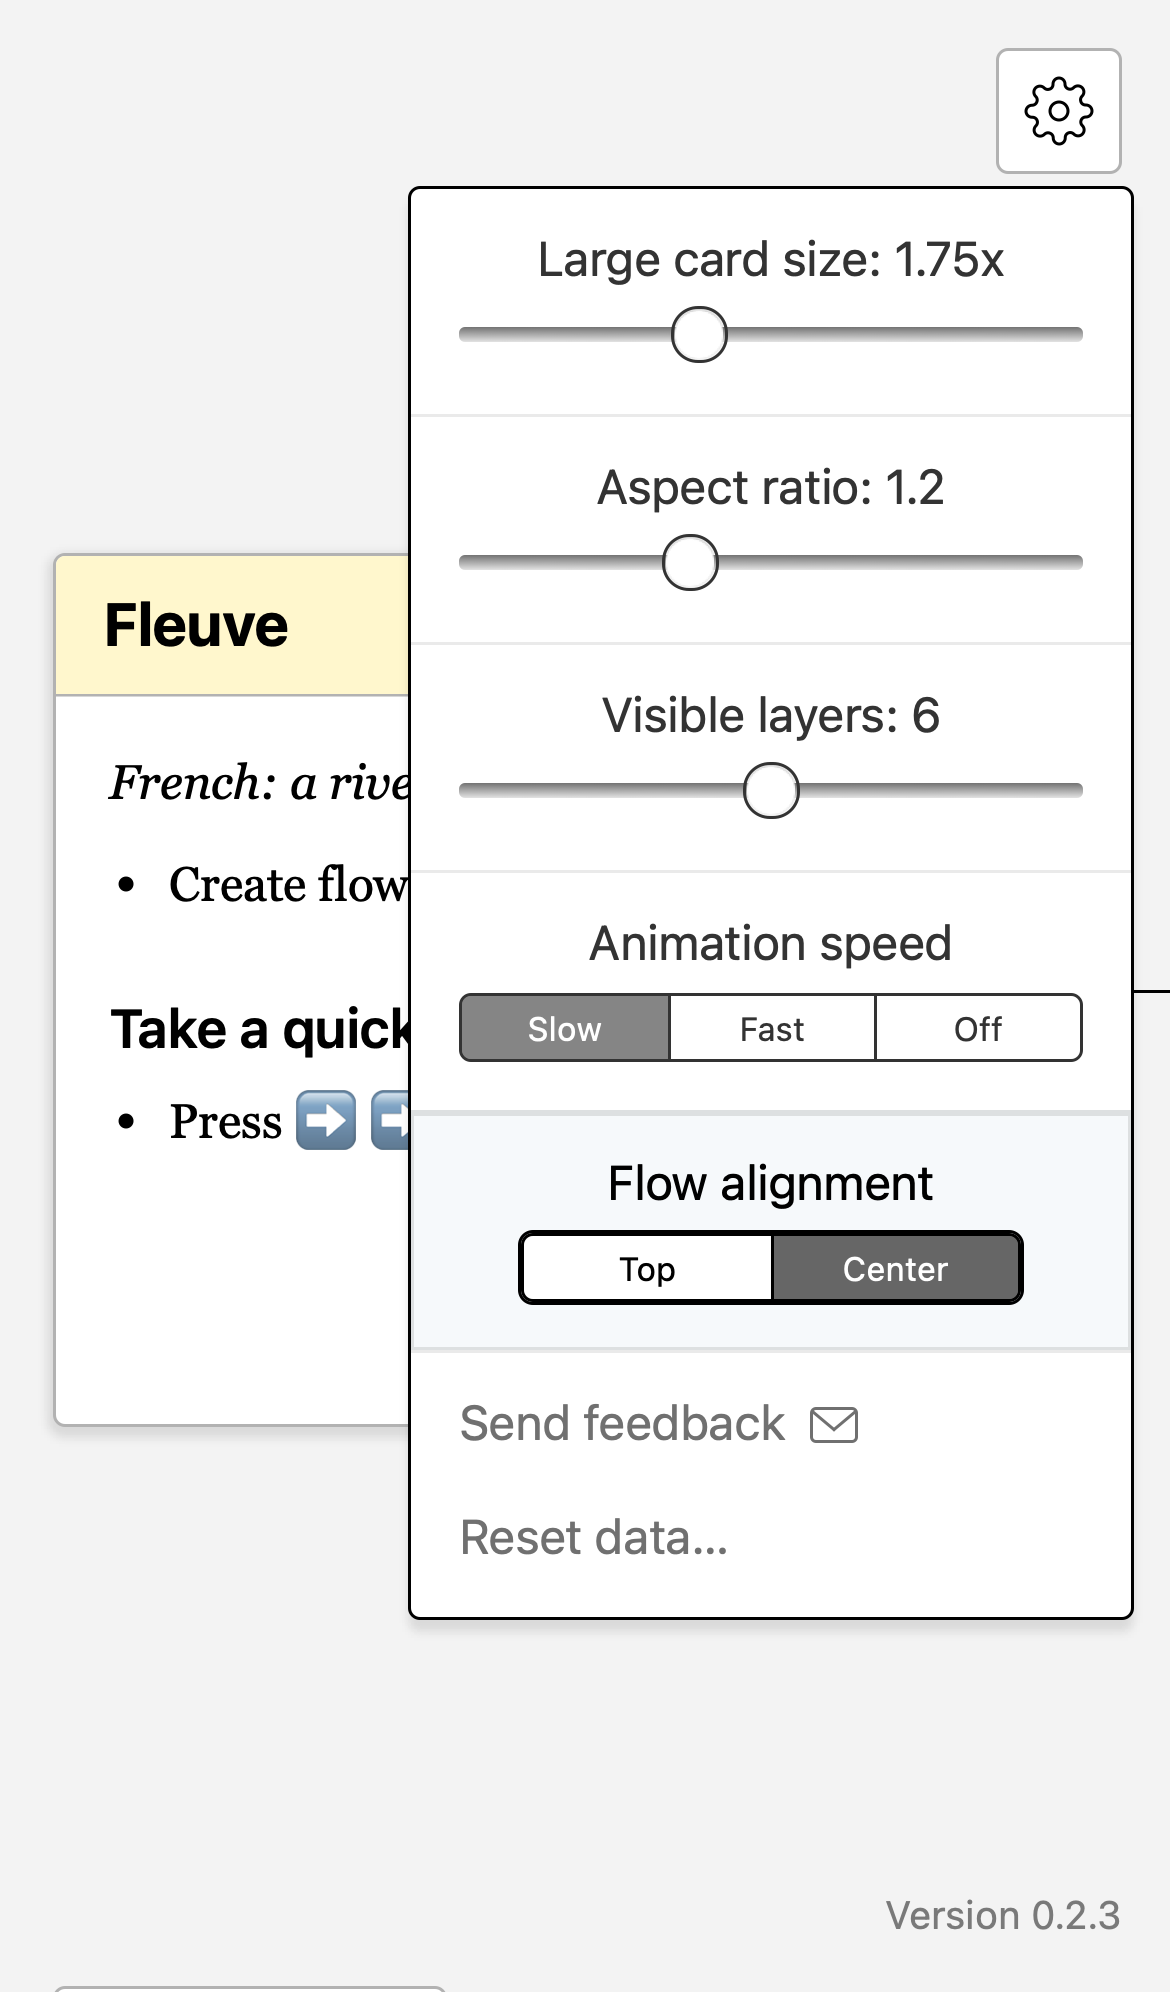 Large card size: 1.75x
Aspect ratio: 1.2
Fleuve
Visible layers: 6
French: a rive
• Create flow
Animation speed
Slow Fast Off
Take a quick
• Press ➡️ ➡️
Flow alignment
Top Center
Send feedback
Reset data...
Version 0.2.3